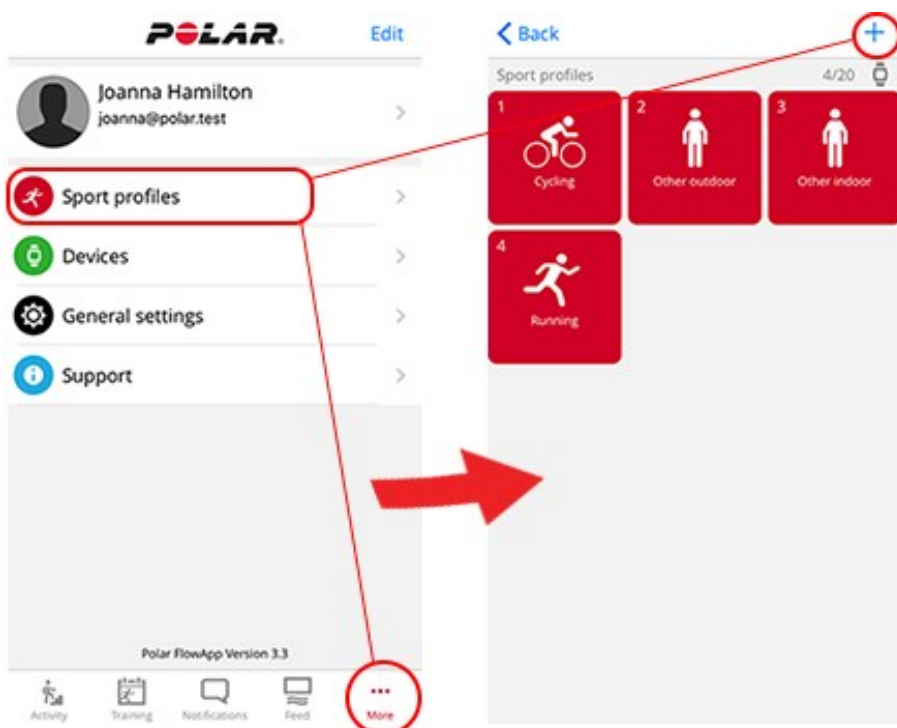 POLAR.
Edit
Joanna Hamilton
joanna@polar.test
Sport profiles
Devices
General settings
Support
Polar FlowApp Version 3.3
Activity
Training
Notifications
Feed
More
Back
+
Sport profiles 4/20
1
Cycling
2
Other outdoor
3
Other indoor
4
Running